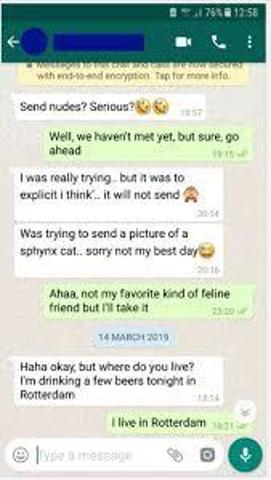 76% 12:58
Messages to this chat and calls are now secured
with end-to-end encryption. Tap for more info.
Send nudes? Serious?🤣🤣
18:57
Well, we haven't met yet, but sure, go
ahead
19:15
I was really trying.. but it was to
explicit i think'.. it will not send 🙈
20:14
Was trying to send a picture of a
sphynx cat.. sorry not my best day😅
20:16
Ahaa, not my favorite kind of feline
friend but I'll take it
23:20
14 MARCH 2019
Haha okay, but where do you live?
I'm drinking a few beers tonight in
Rotterdam
18:14
I live in Rotterdam
18:21
Type a message